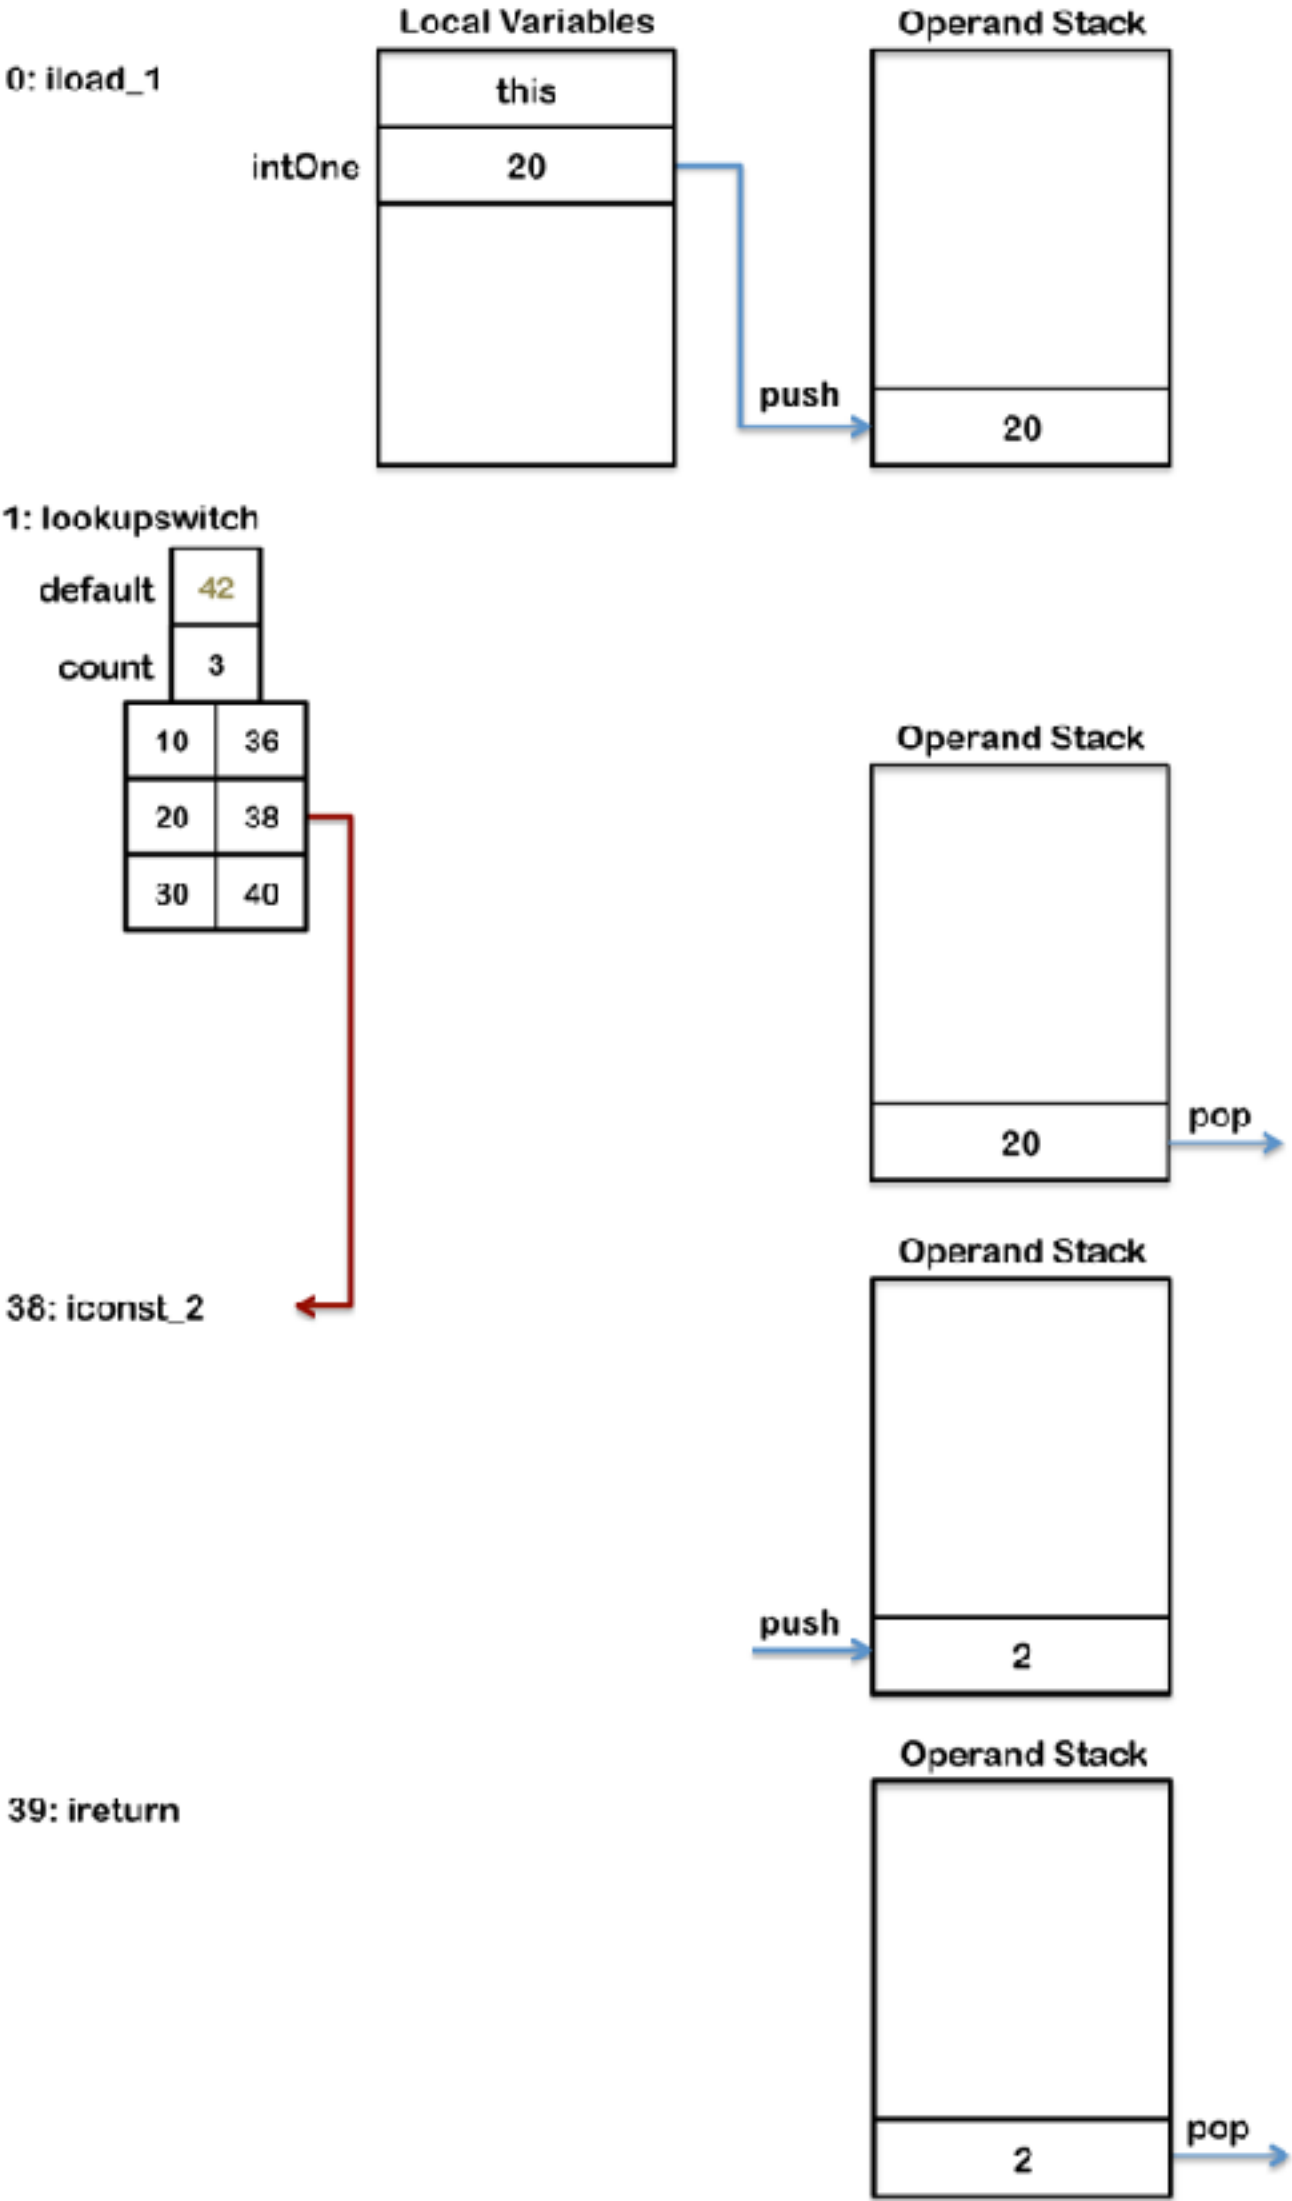 Local Variables
Operand Stack
0: iload_1
this
intOne
20
push
20
1: lookupswitch
default
42
count
3
10
36
Operand Stack
20
38
30
40
pop
20
Operand Stack
38: iconst_2
push
2
Operand Stack
39: ireturn
pop
2